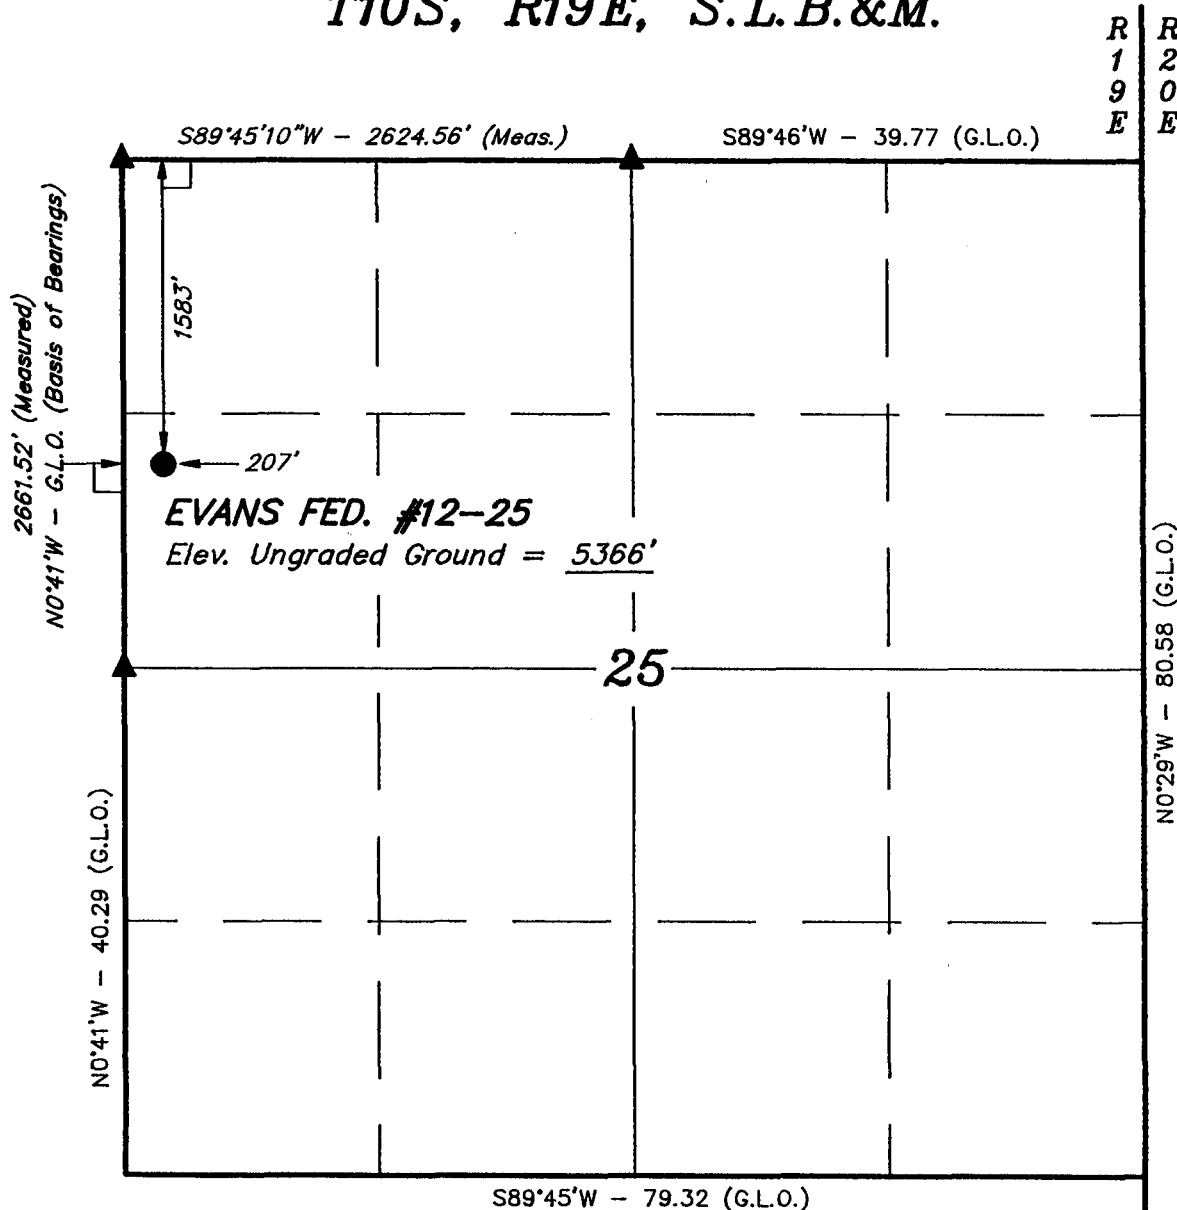 T10S, R19E, S.L.B.&M.
R R
1 2
9 0
E E
S89°45'10"W - 2624.56' (Meas.)
S89°46'W - 39.77 (G.L.O.)
2661.52' (Measured)
N0°41'W - G.L.O. (Basis of Bearings)
1583'
207'
EVANS FED. #12-25
Elev. Ungraded Ground = 5366'
25
N0°29'W - 80.58 (G.L.O.)
N0°41'W - 40.29 (G.L.O.)
S89°45'W - 79.32 (G.L.O.)